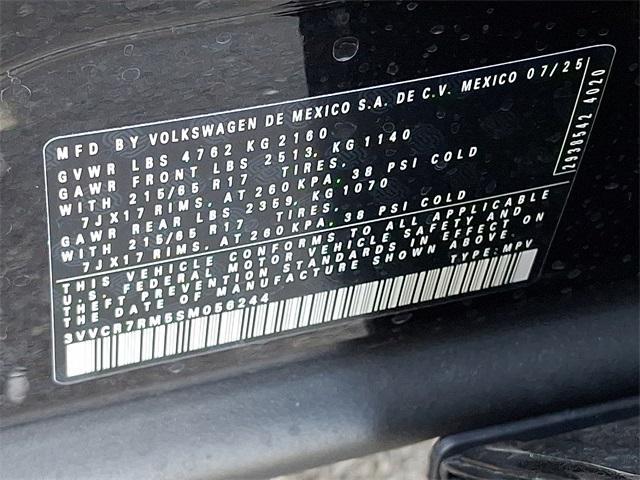 MFD BY VOLKSWAGEN DE MEXICO S.A. DE C.V. MEXICO 07/25
GVWR LBS 4762 KG 2160
GAWR FRONT LBS 2513, KG 1140
WITH 215/65 R17 TIRES,
7JX17 RIMS, AT 260 KPA, 38 PSI COLD
GAWR REAR LBS 2359, KG 1070
WITH 215/65 R17 TIRES,
7JX17 RIMS, AT 260 KPA, 38 PSI COLD
THIS VEHICLE CONFORMS TO ALL APPLICABLE
U.S. FEDERAL MOTOR VEHICLE SAFETY AND
THEFT PREVENTION STANDARDS IN EFFECT ON
THE DATE OF MANUFACTURE SHOWN ABOVE.
3VVCR7RM5SM056244 TYPE: MPV
2938542 4020